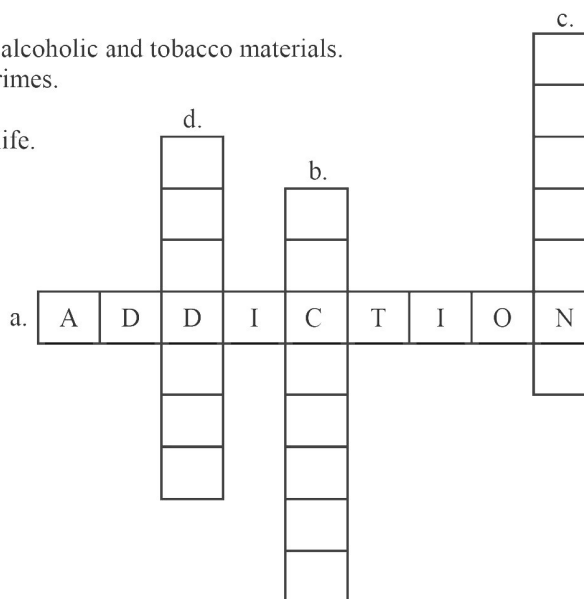 c.
alcoholic and tobacco materials.
rimes.
d.
ife.
b.
a. A D D I C T I O N